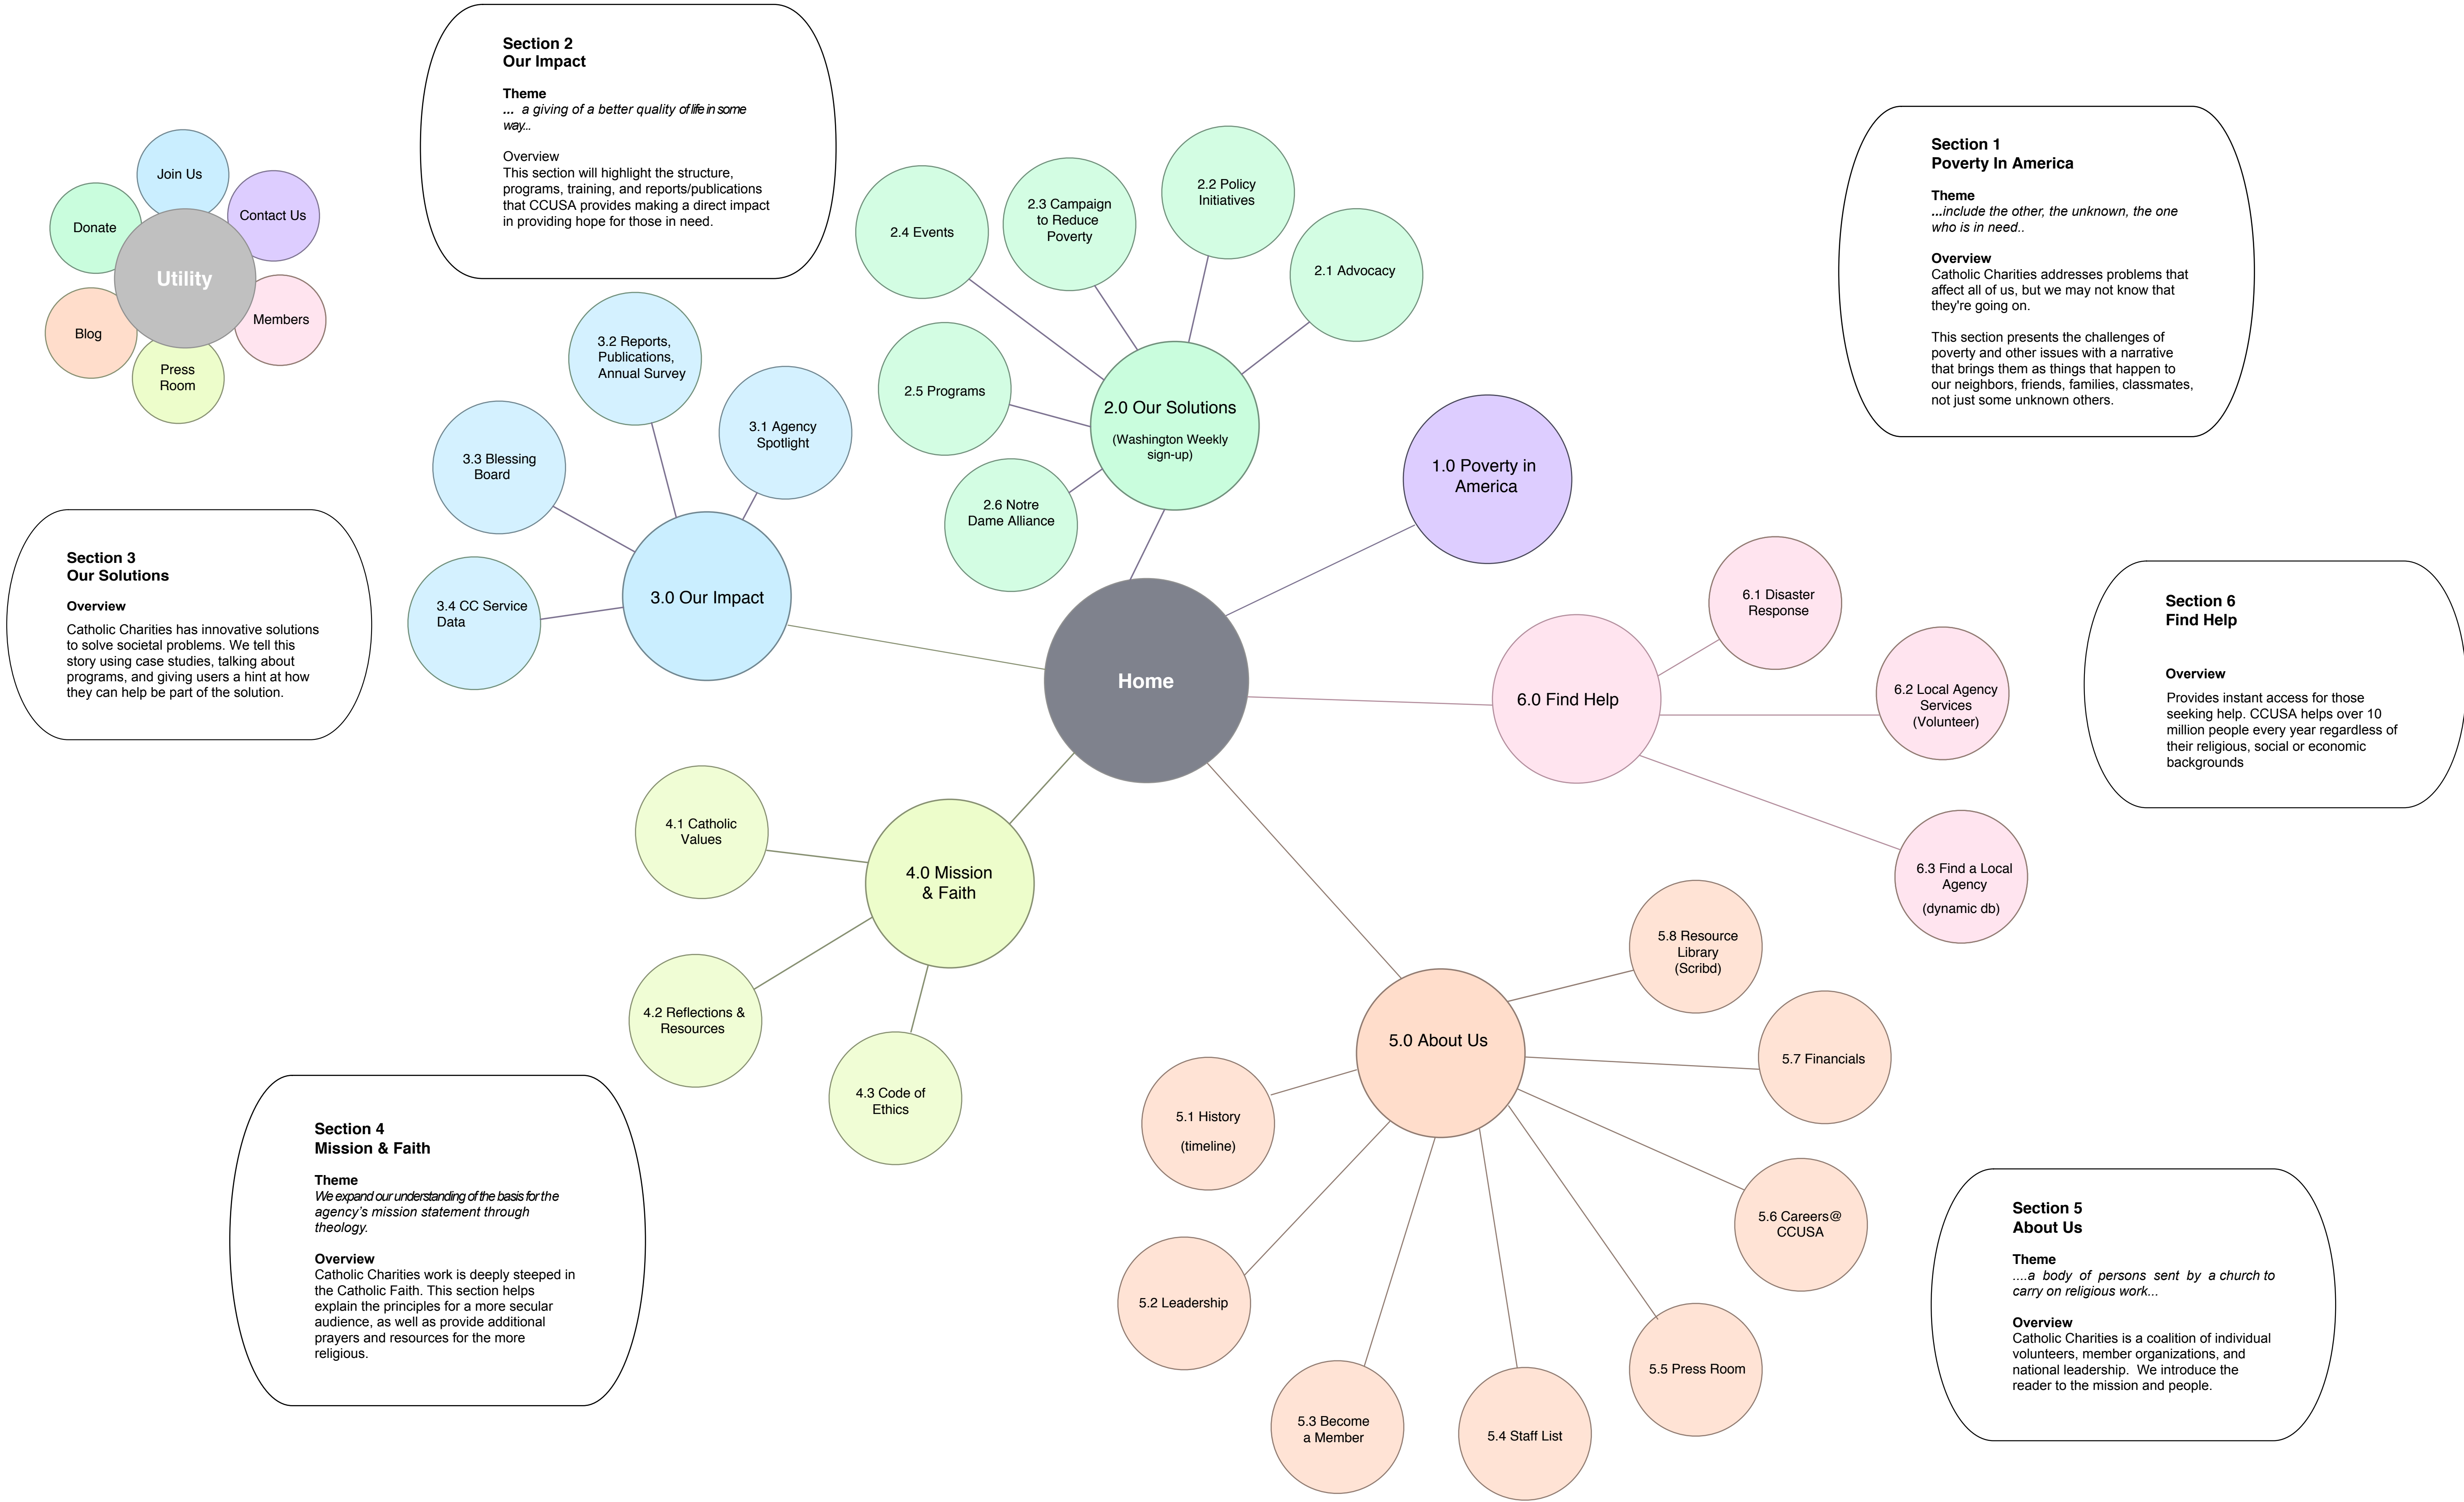 Section 2
Our Impact
Theme
... a giving of a better quality of life in some
way...
Overview
This section will highlight the structure,
programs, training, and reports/publications
that CCUSA provides making a direct impact
in providing hope for those in need.
Section 1
Poverty In America
Theme
...include the other, the unknown, the one
who is in need..
Overview
Catholic Charities addresses problems that
affect all of us, but we may not know that
they're going on.
This section presents the challenges of
poverty and other issues with a narrative
that brings them as things that happen to
our neighbors, friends, families, classmates,
not just some unknown others.
Join Us
Contact Us
Donate
Utility
Members
Blog
Press
Room
2.4 Events
2.3 Campaign
to Reduce
Poverty
2.2 Policy
Initiatives
2.1 Advocacy
2.5 Programs
2.0 Our Solutions
(Washington Weekly
sign-up)
2.6 Notre
Dame Alliance
3.2 Reports,
Publications,
Annual Survey
3.1 Agency
Spotlight
3.3 Blessing
Board
3.4 CC Service
Data
3.0 Our Impact
1.0 Poverty in
America
Section 3
Our Solutions
Overview
Catholic Charities has innovative solutions
to solve societal problems. We tell this
story using case studies, talking about
programs, and giving users a hint at how
they can help be part of the solution.
Home
6.0 Find Help
6.1 Disaster
Response
6.2 Local Agency
Services
(Volunteer)
6.3 Find a Local
Agency
(dynamic db)
Section 6
Find Help
Overview
Provides instant access for those
seeking help. CCUSA helps over 10
million people every year regardless of
their religious, social or economic
backgrounds
4.1 Catholic
Values
4.0 Mission
& Faith
4.2 Reflections &
Resources
4.3 Code of
Ethics
Section 4
Mission & Faith
Theme
We expand our understanding of the basis for the
agency's mission statement through
theology.
Overview
Catholic Charities work is deeply steeped in
the Catholic Faith. This section helps
explain the principles for a more secular
audience, as well as provide additional
prayers and resources for the more
religious.
5.8 Resource
Library
(Scribd)
5.7 Financials
5.0 About Us
5.1 History
(timeline)
5.6 Careers@
CCUSA
5.2 Leadership
5.5 Press Room
5.3 Become
a Member
5.4 Staff List
Section 5
About Us
Theme
....a body of persons sent by a church to
carry on religious work...
Overview
Catholic Charities is a coalition of individual
volunteers, member organizations, and
national leadership. We introduce the
reader to the mission and people.